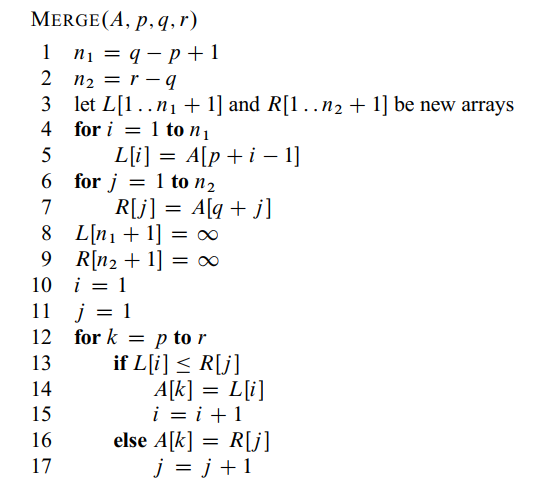 MERGE(A, p, q, r)
1 n₁ = q − p + 1
2 n₂ = r − q
3 let L[1 . . n₁ + 1] and R[1 . . n₂ + 1] be new arrays
4 for i = 1 to n₁
5 L[i] = A[p + i − 1]
6 for j = 1 to n₂
7 R[j] = A[q + j]
8 L[n₁ + 1] = ∞
9 R[n₂ + 1] = ∞
10 i = 1
11 j = 1
12 for k = p to r
13 if L[i] ≤ R[j]
14 A[k] = L[i]
15 i = i + 1
16 else A[k] = R[j]
17 j = j + 1